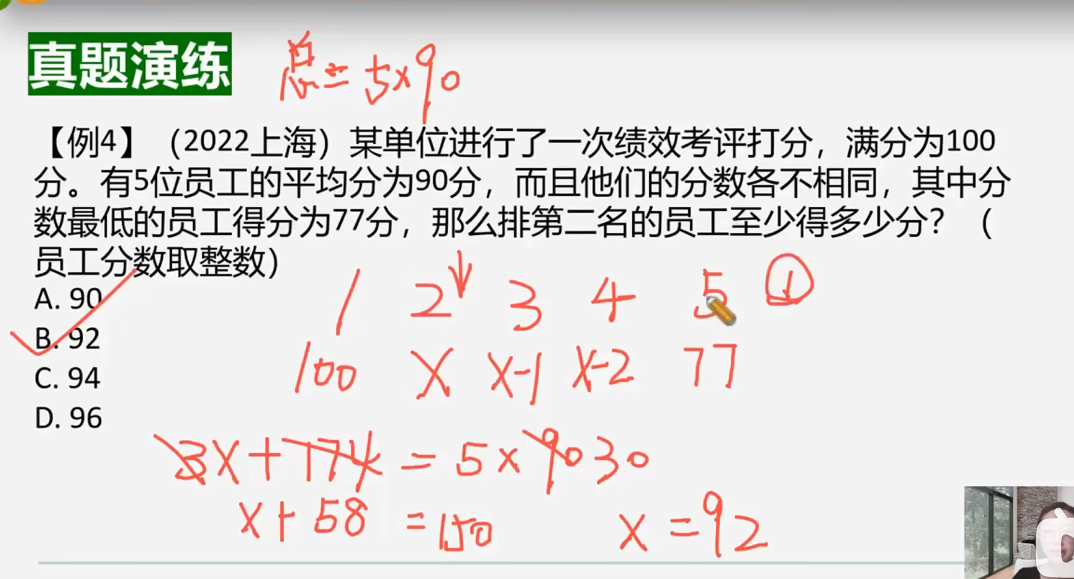 真题演练
总=5×90
【例4】（2022上海）某单位进行了一次绩效考评打分，满分为100
分。有5位员工的平均分为90分，而且他们的分数各不相同，其中分
数最低的员工得分为77分，那么排第二名的员工至少得多少分？（
员工分数取整数）
A. 90
B. 92
C. 94
D. 96
1 2↓ 3 4 5 ①
100 X X-1 X-2 77
3X+174=5×90 30
X+58=150
X=92